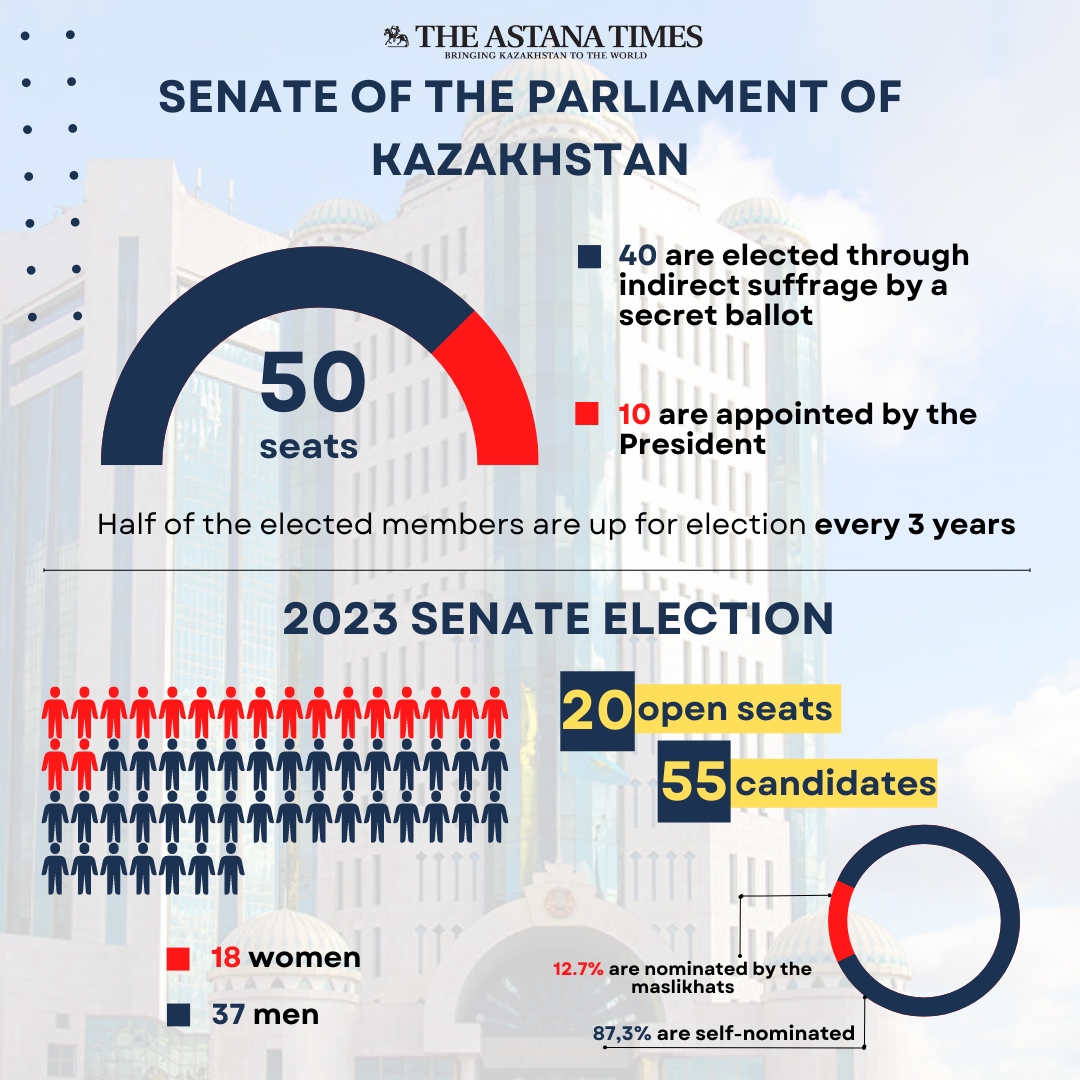 THE ASTANA TIMES
BRINGING KAZAKHSTAN TO THE WORLD
SENATE OF THE PARLIAMENT OF
KAZAKHSTAN
50
seats
40 are elected through
indirect suffrage by a
secret ballot
10 are appointed by the
President
Half of the elected members are up for election every 3 years
2023 SENATE ELECTION
20 open seats
55 candidates
18 women
37 men
12.7% are nominated by the
maslikhats
87,3% are self-nominated